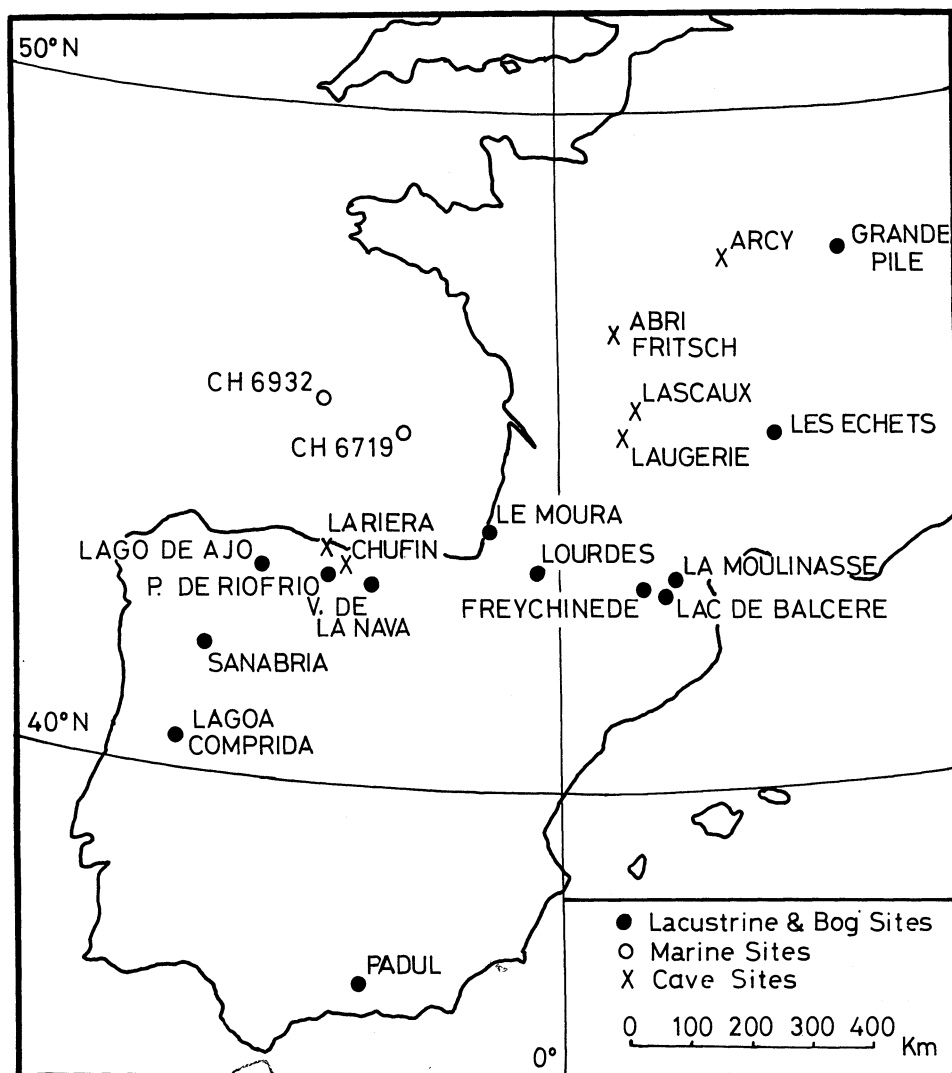 50°N
ARCY
GRANDE
PILE
ABRI
FRITSCH
CH 6932
LASCAUX
CH 6719
LES ECHETS
LAUGERIE
LE MOURA
LA RIERA
CHUFIN
LAGO DE AJO
LOURDES
LA MOULINASSE
P. DE RIOFRIO
FREYCHINEDE
LAC DE BALCERE
V. DE
LA NAVA
SANABRIA
40°N
LAGOA
COMPRIDA
Lacustrine & Bog Sites
Marine Sites
X Cave Sites
PADUL
0 100 200 300 400
Km
0°